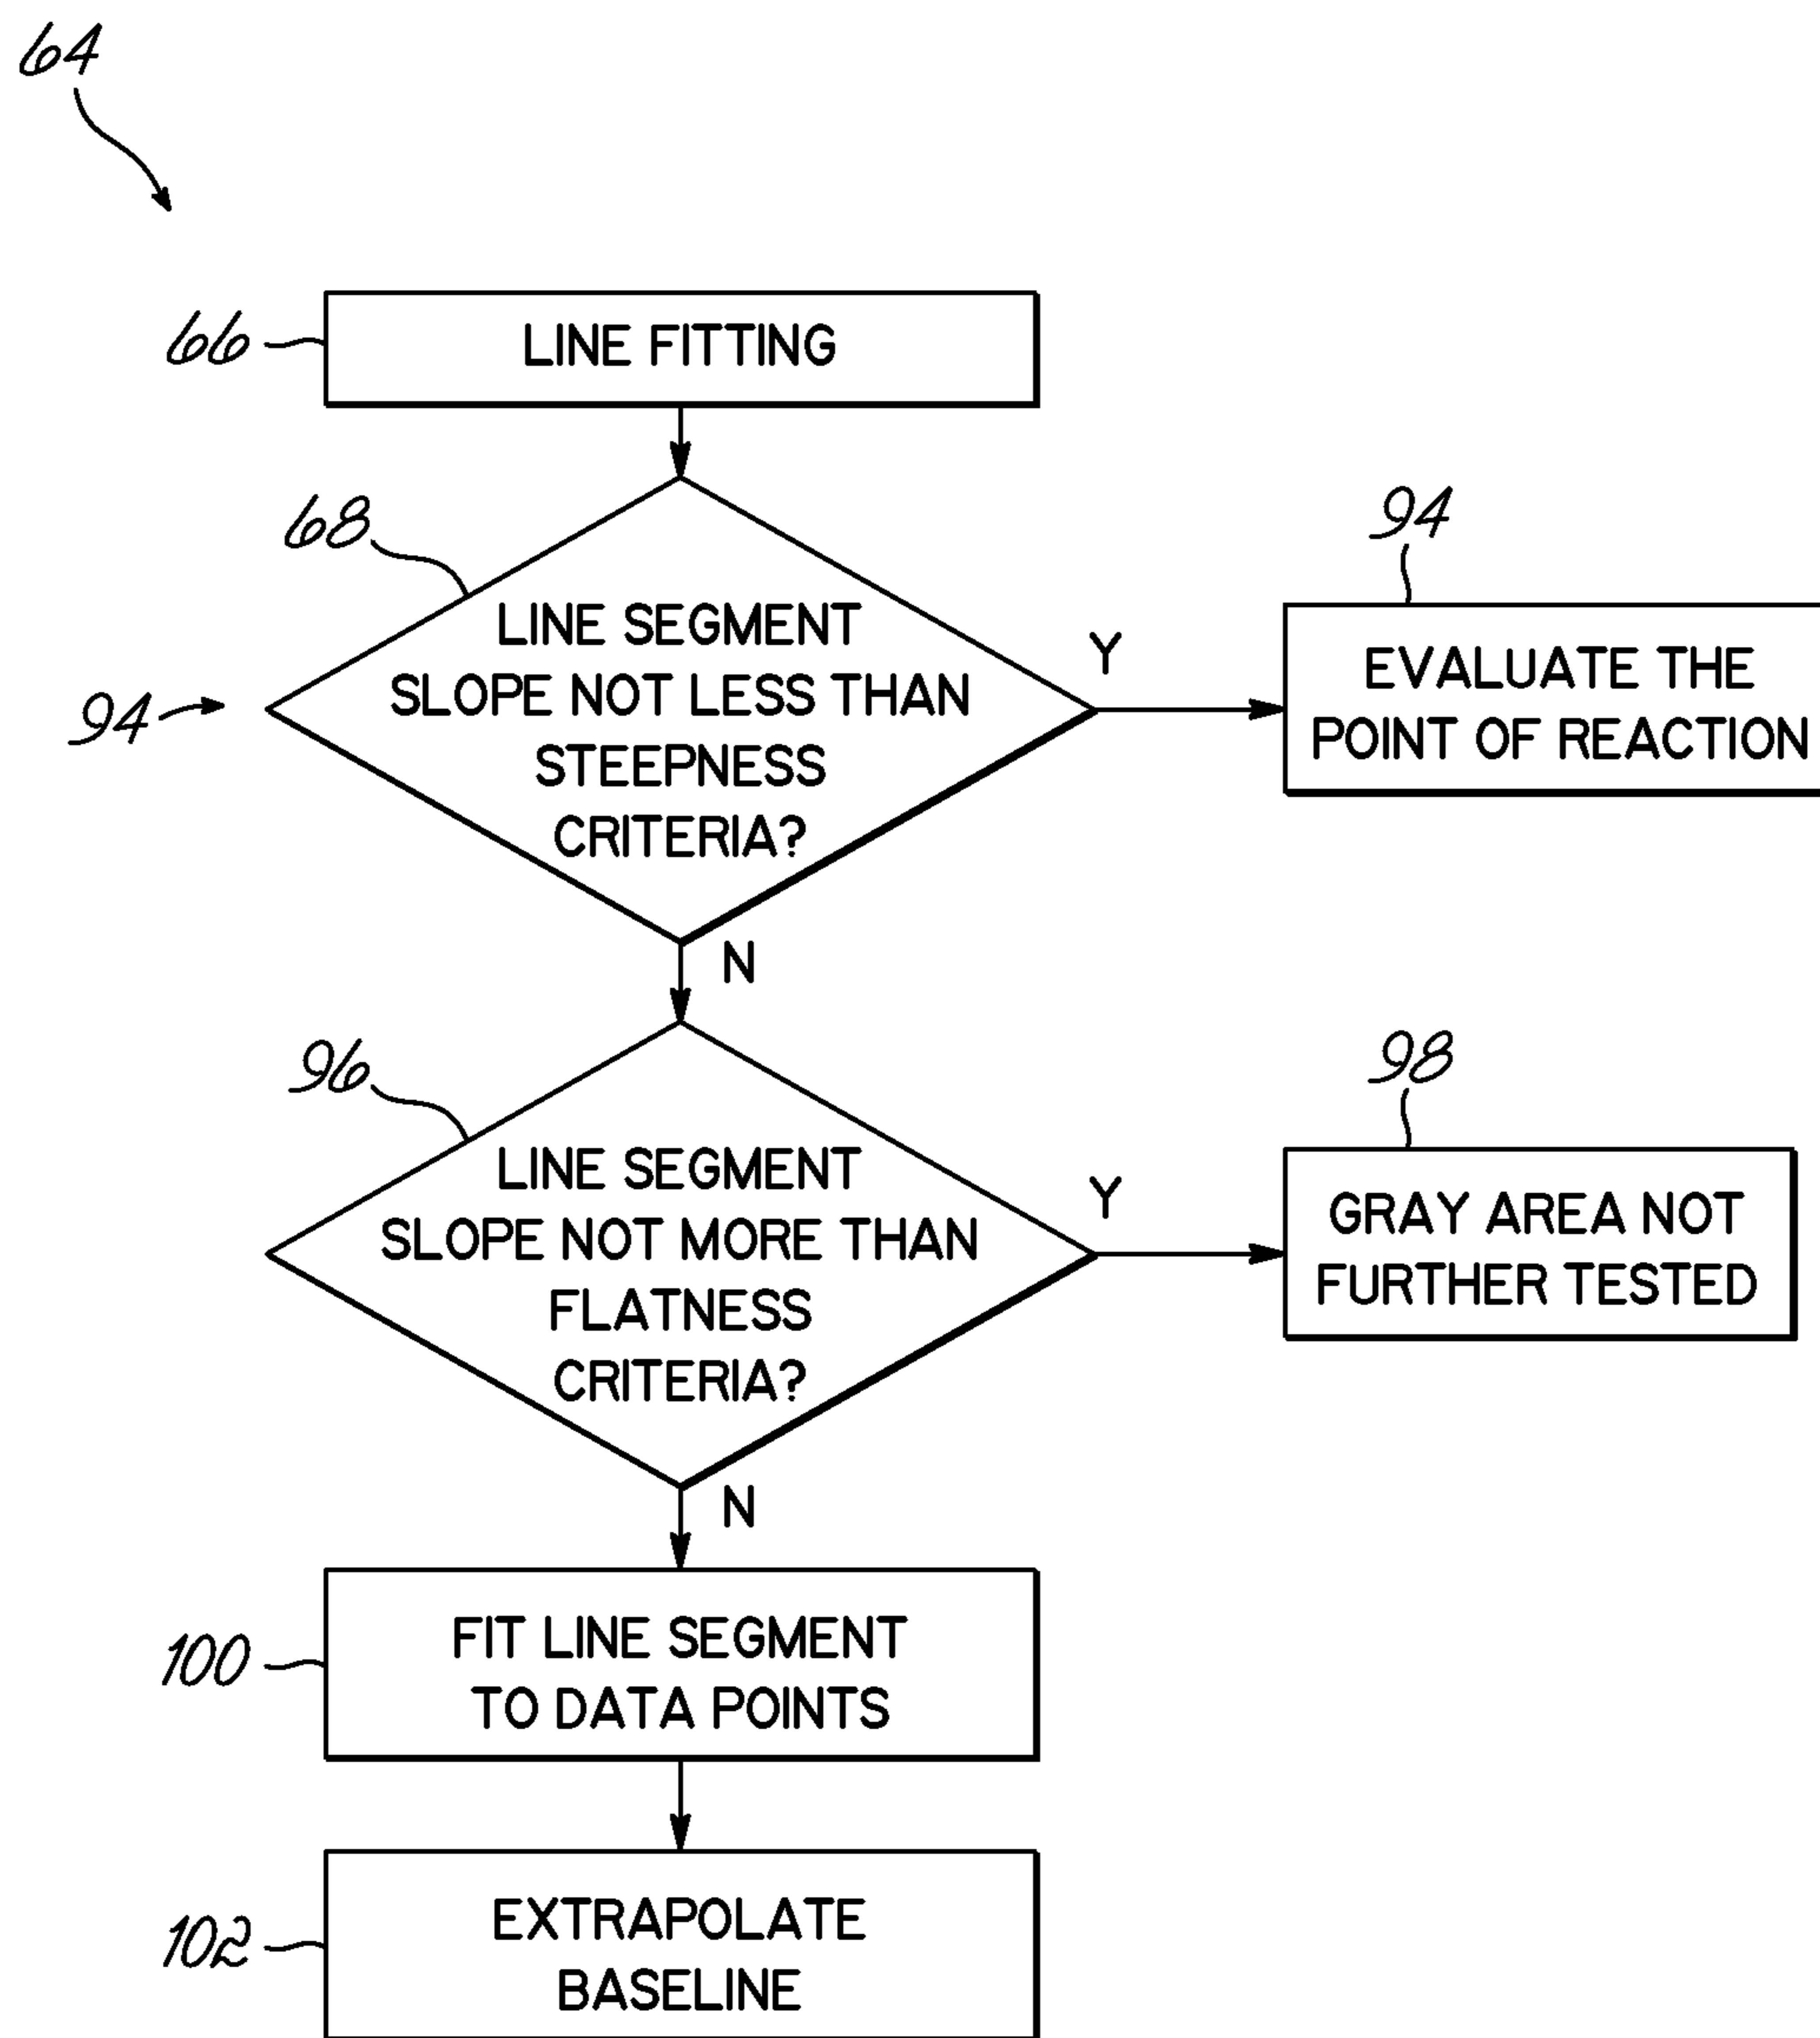 64
66
LINE FITTING
68
LINE SEGMENT
SLOPE NOT LESS THAN
STEEPNESS
CRITERIA?
94
Y
94
EVALUATE THE
POINT OF REACTION
N
96
LINE SEGMENT
SLOPE NOT MORE THAN
FLATNESS
CRITERIA?
Y
98
GRAY AREA NOT
FURTHER TESTED
N
100
FIT LINE SEGMENT
TO DATA POINTS
102
EXTRAPOLATE
BASELINE